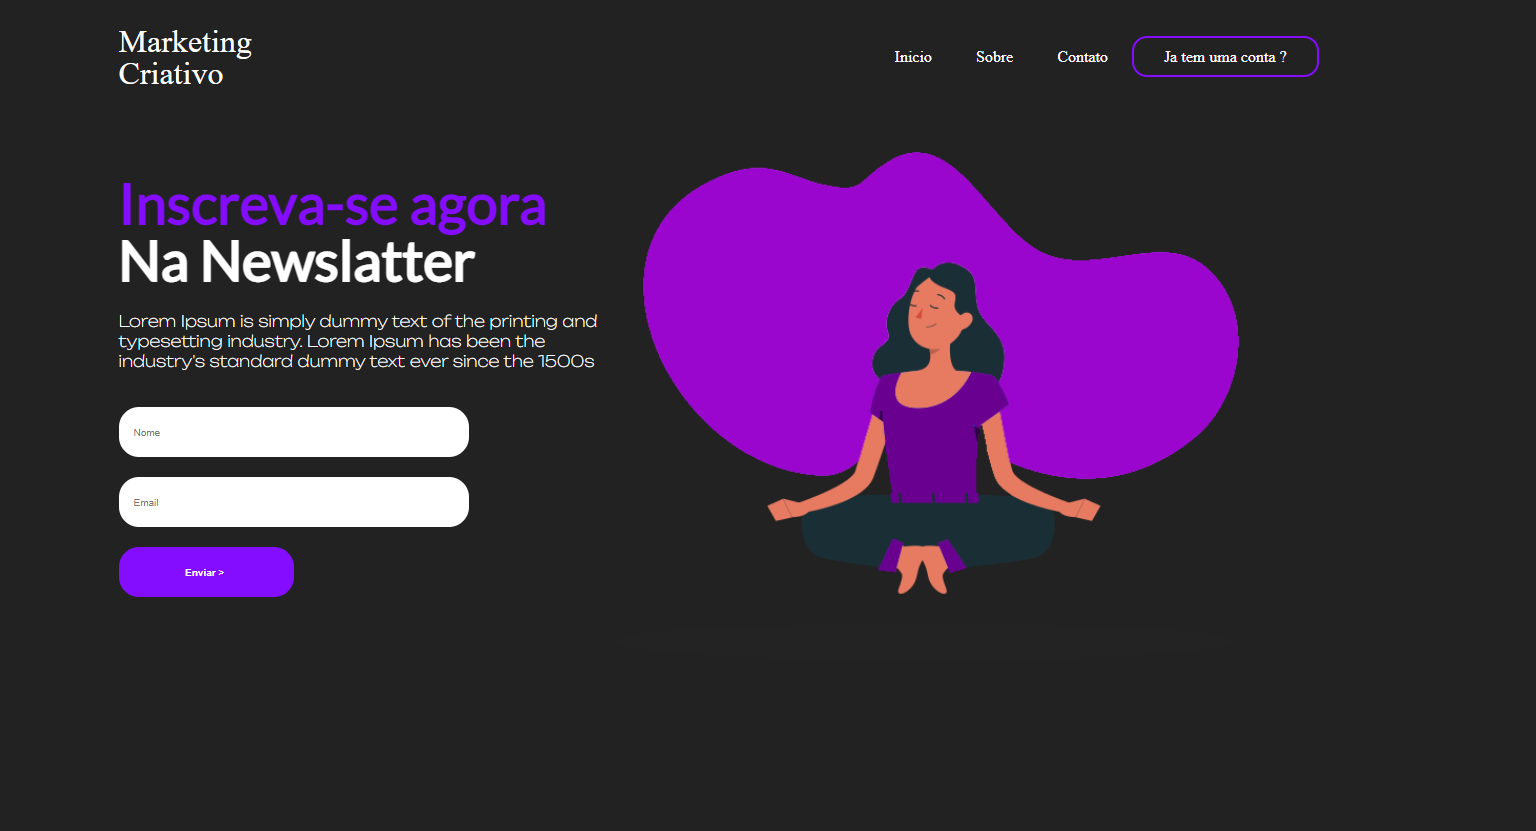 Marketing
Criativo
Inicio
Sobre
Contato
Ja tem uma conta ?
Inscreva-se agora
Na Newslatter
Lorem Ipsum is simply dummy text of the printing and
typesetting industry. Lorem Ipsum has been the
industry's standard dummy text ever since the 1500s
Nome
Email
Enviar >